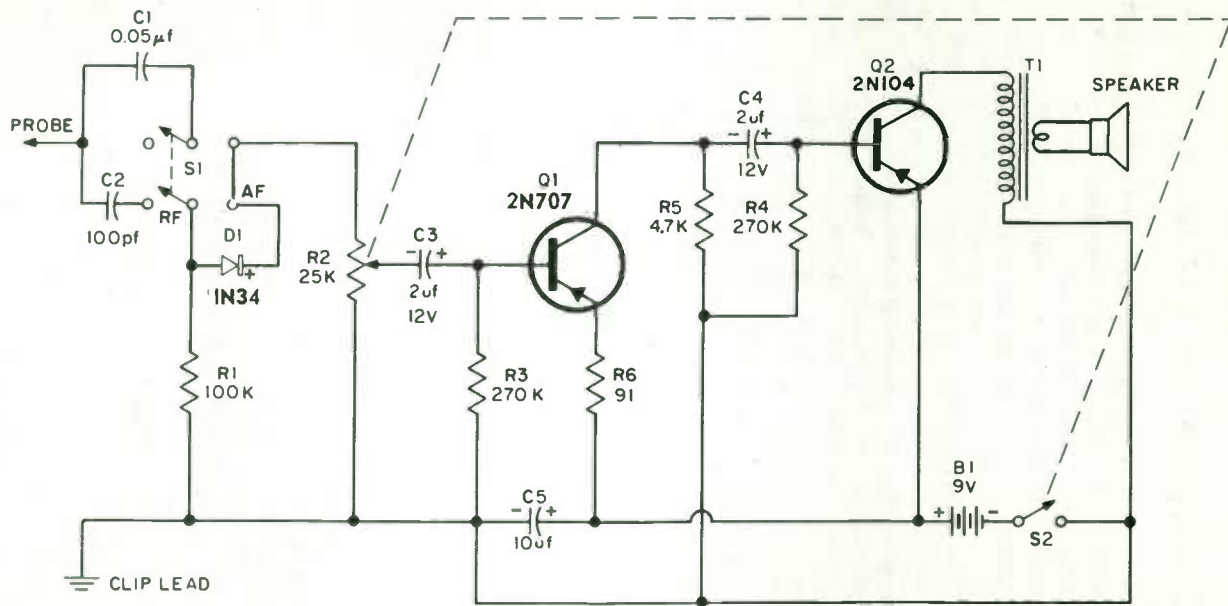 C1
0.05µf
PROBE
S1
C2
100pf
RF
AF
D1
1N34
R1
100K
R2
25K
- C3 +
2uf
12V
Q1
2N707
R3
270K
R6
91
C5
- +
10uf
R5
4.7K
C4
2uf
- +
12V
R4
270K
Q2
2N104
T1
SPEAKER
B1
9V
+ -
S2
CLIP LEAD